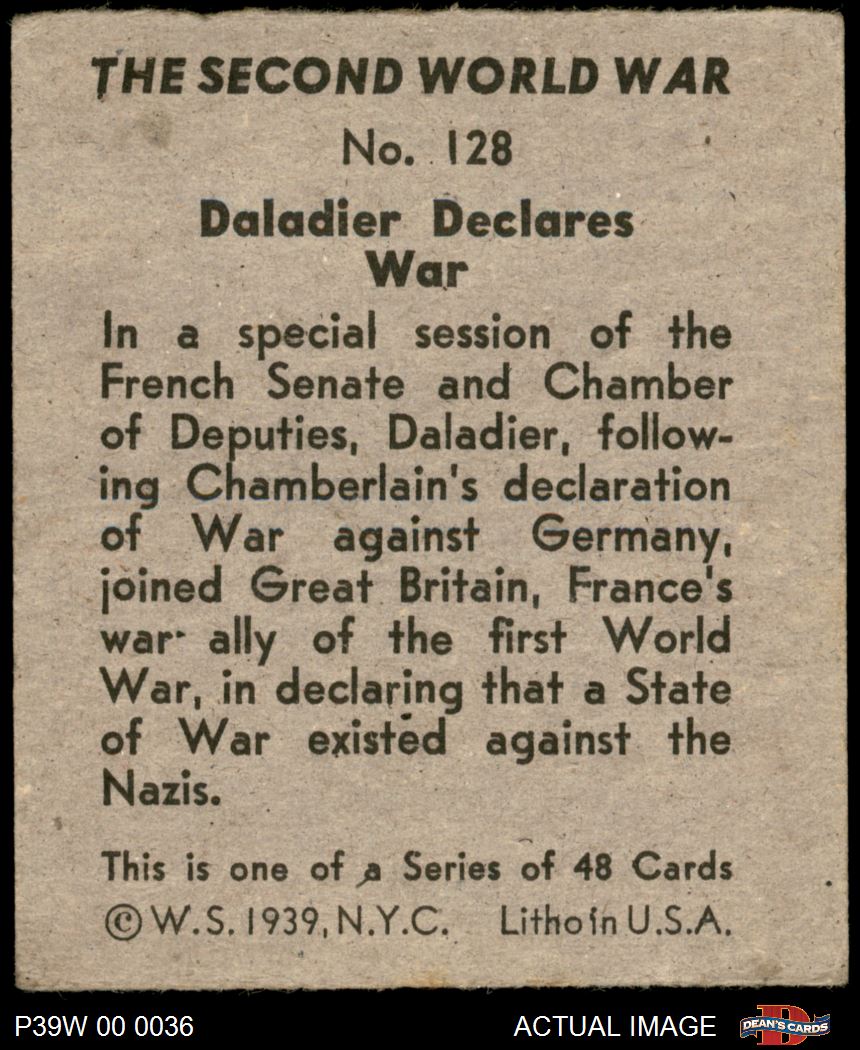 THE SECOND WORLD WAR
No. 128
Daladier Declares
War
In a special session of the
French Senate and Chamber
of Deputies, Daladier, follow-
ing Chamberlain's declaration
of War against Germany,
joined Great Britain, France's
war ally of the first World
War, in declaring that a State
of War existed against the
Nazis.
This is one of a Series of 48 Cards
© W.S. 1939, N.Y.C. Litho in U.S.A.
P39W 00 0036 ACTUAL IMAGE DEAN'S CARDS